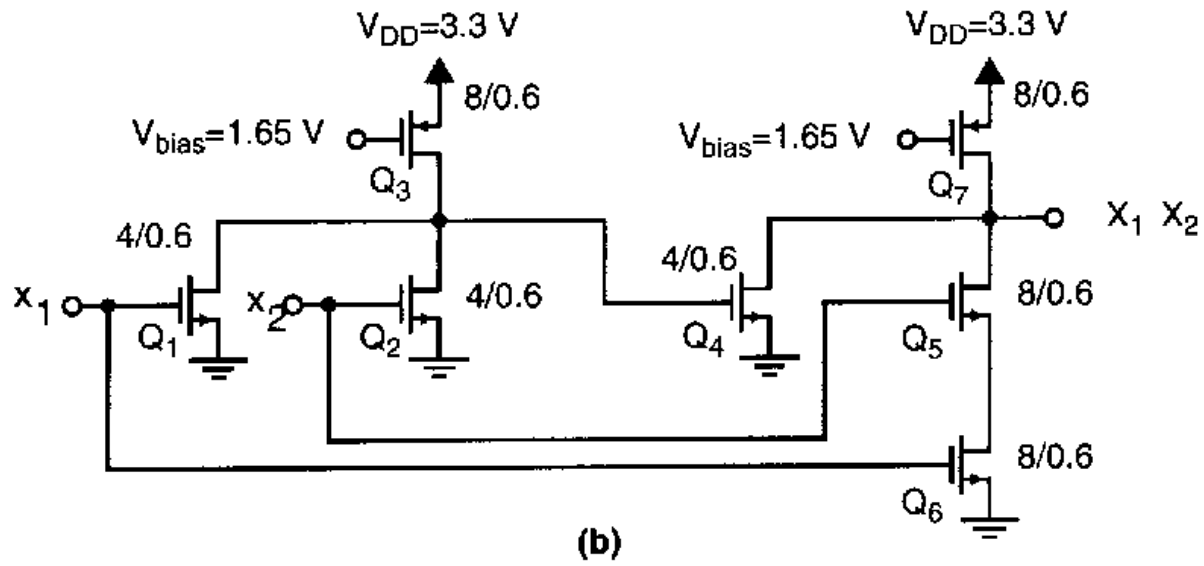 V_DD=3.3 V
V_DD=3.3 V
8/0.6
8/0.6
V_bias=1.65 V
V_bias=1.65 V
Q_3
Q_7
X_1 X_2
4/0.6
4/0.6
x_1
x_2
4/0.6
8/0.6
Q_1
Q_2
Q_4
Q_5
8/0.6
Q_6
(b)